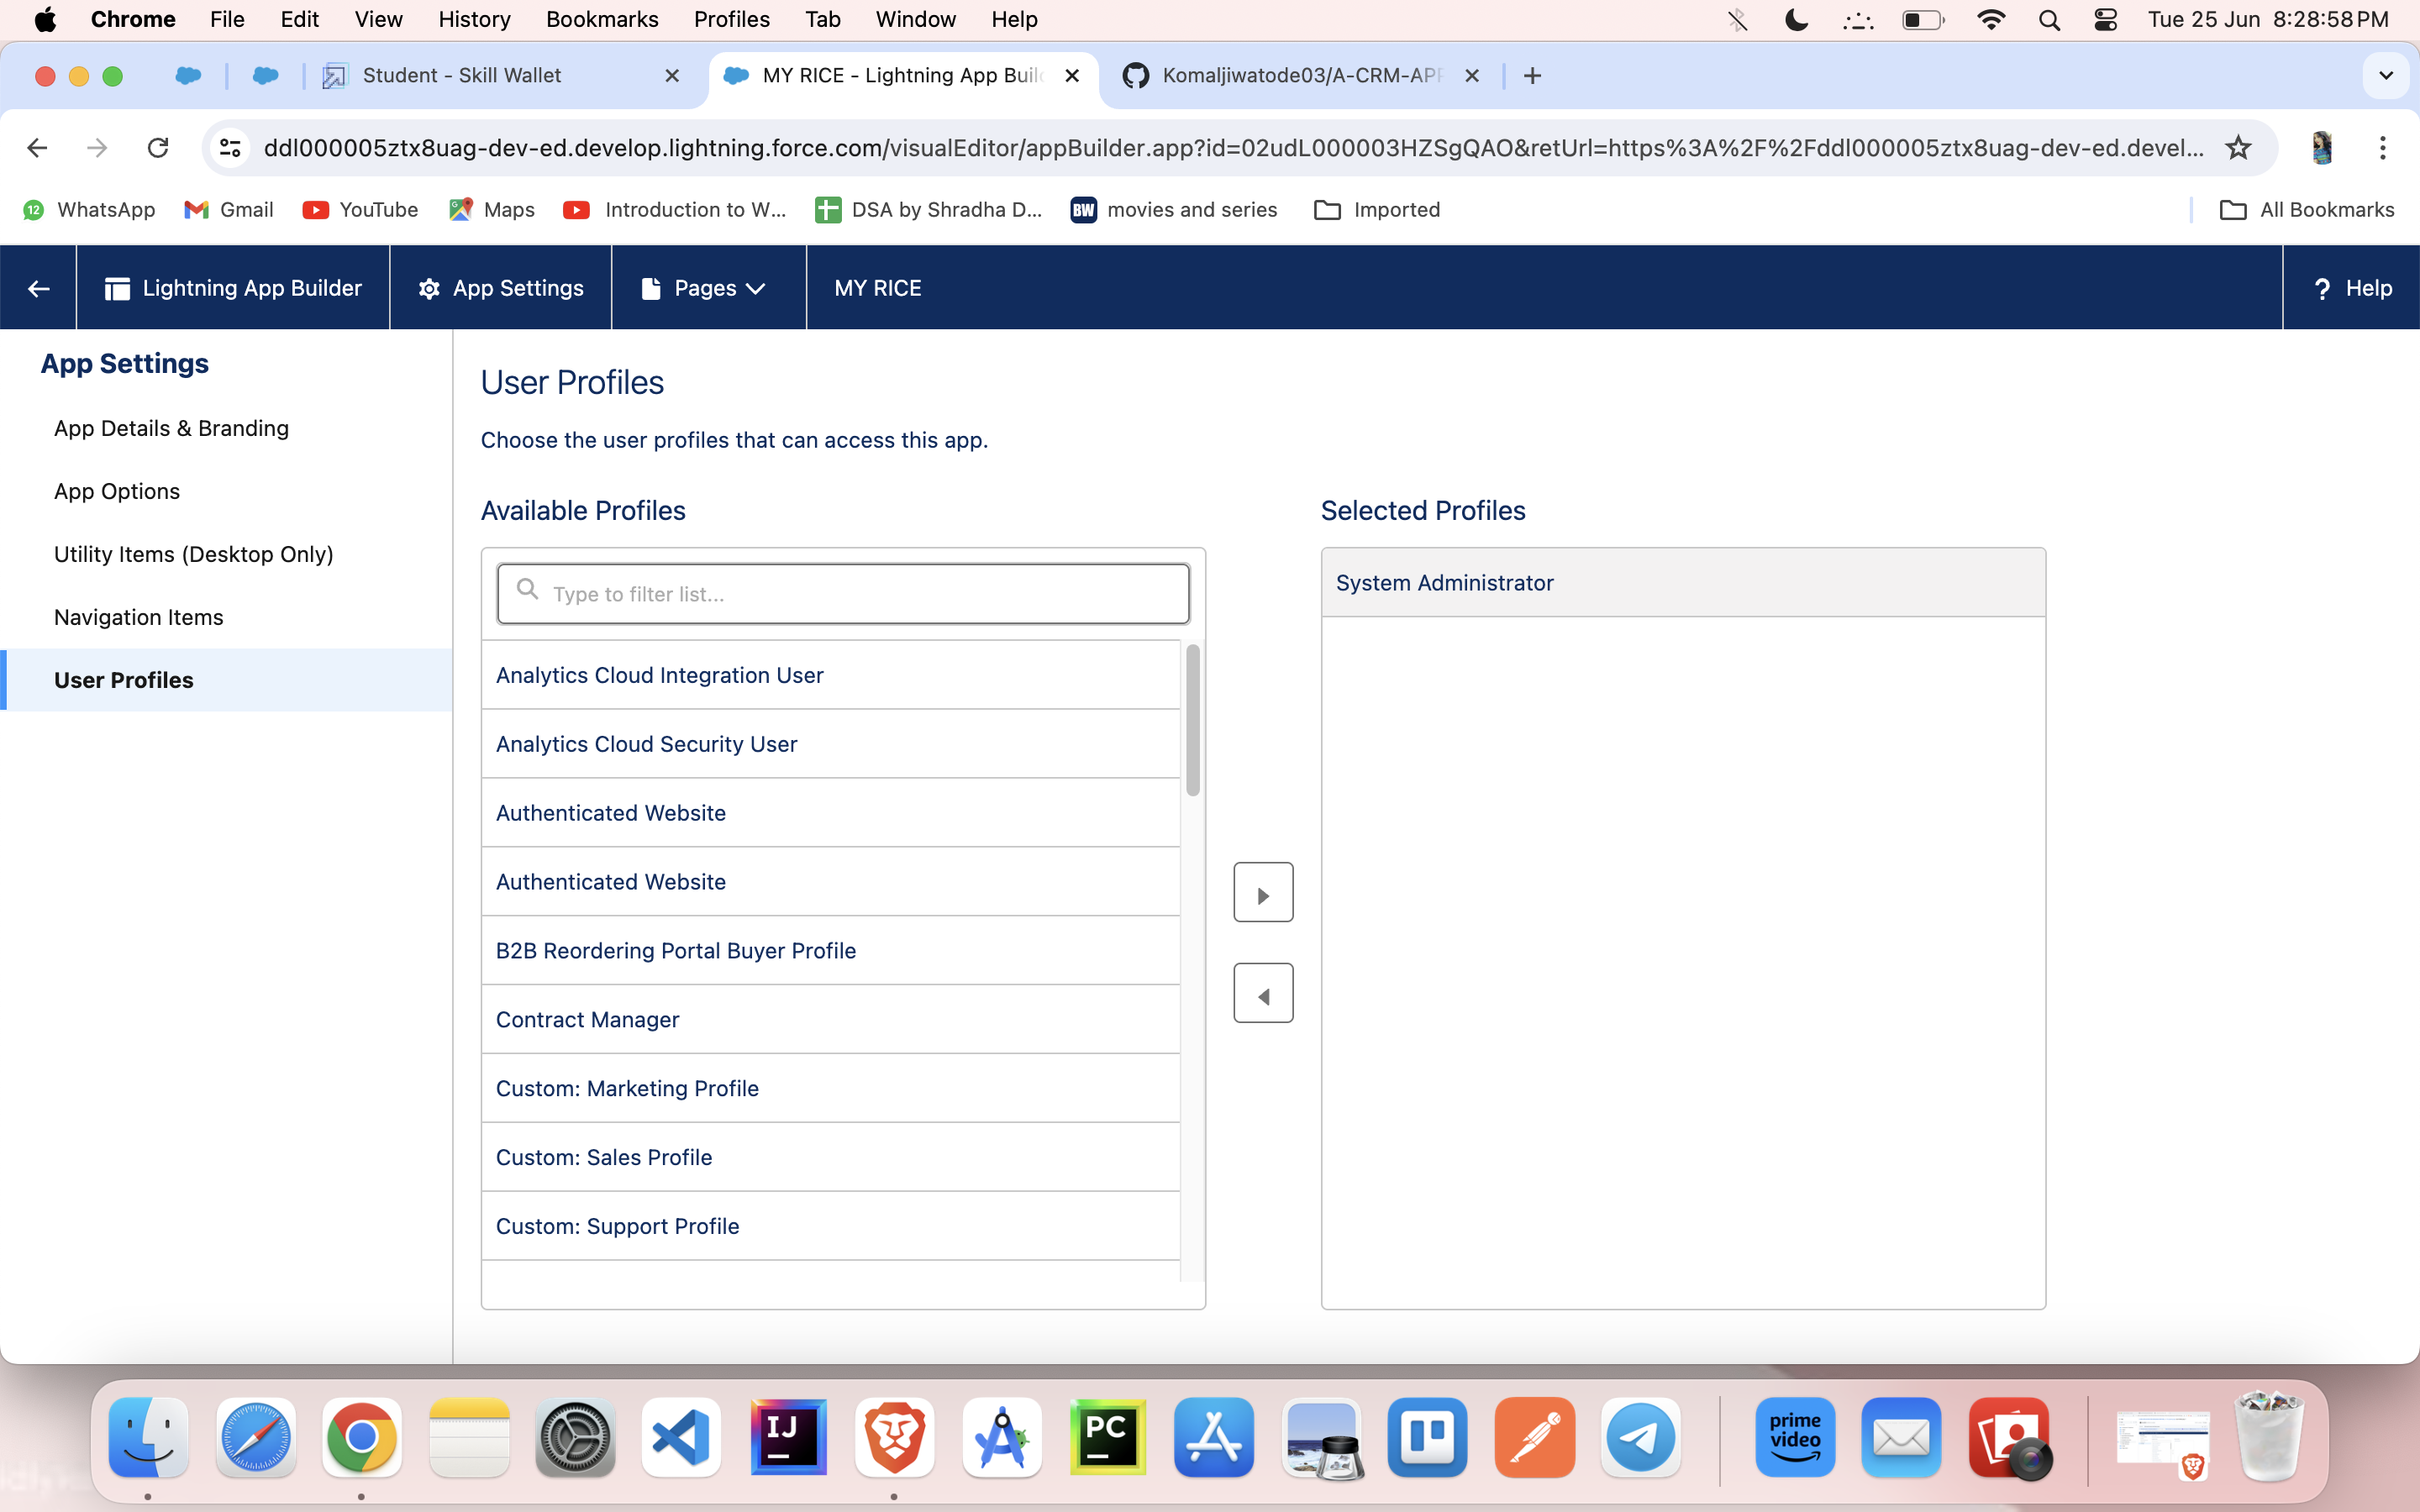 Chrome File Edit View History Bookmarks Profiles Tab Window Help Tue 25 Jun 8:28:58 PM
Student - Skill Wallet MY RICE - Lightning App Buil Komaljiwatode03/A-CRM-APP
ddl000005ztx8uag-dev-ed.develop.lightning.force.com/visualEditor/appBuilder.app?id=02udL000003HZSgQAO&retUrl=https%3A%2F%2Fddl000005ztx8uag-dev-ed.devel...
12 WhatsApp Gmail YouTube Maps Introduction to W... DSA by Shradha D... BW movies and series Imported All Bookmarks
Lightning App Builder App Settings Pages MY RICE ? Help
App Settings
App Details & Branding
App Options
Utility Items (Desktop Only)
Navigation Items
User Profiles
User Profiles
Choose the user profiles that can access this app.
Available Profiles
Type to filter list...
Analytics Cloud Integration User
Analytics Cloud Security User
Authenticated Website
Authenticated Website
B2B Reordering Portal Buyer Profile
Contract Manager
Custom: Marketing Profile
Custom: Sales Profile
Custom: Support Profile
Selected Profiles
System Administrator
IJ
PC
prime video